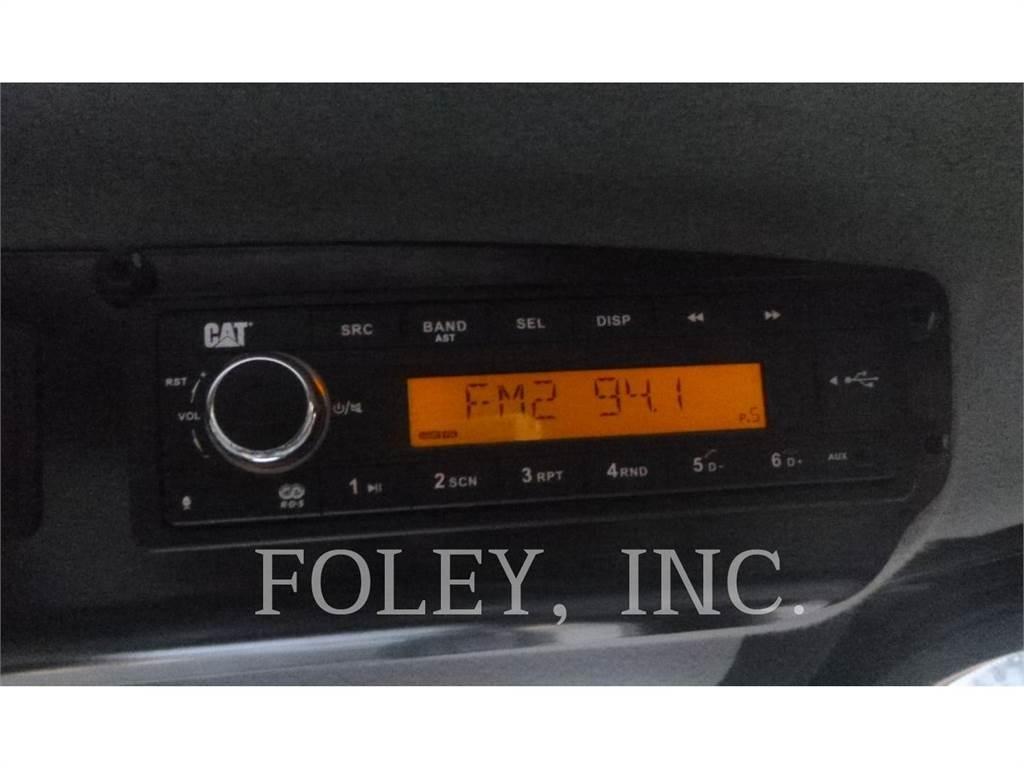 CAT
SRC
BAND
AST
SEL
DISP
RST
VOL
FM2 94.1
P.5
RDS
1
2 SCN
3 RPT
4 RND
5 D-
6 D+
AUX
FOLEY, INC.